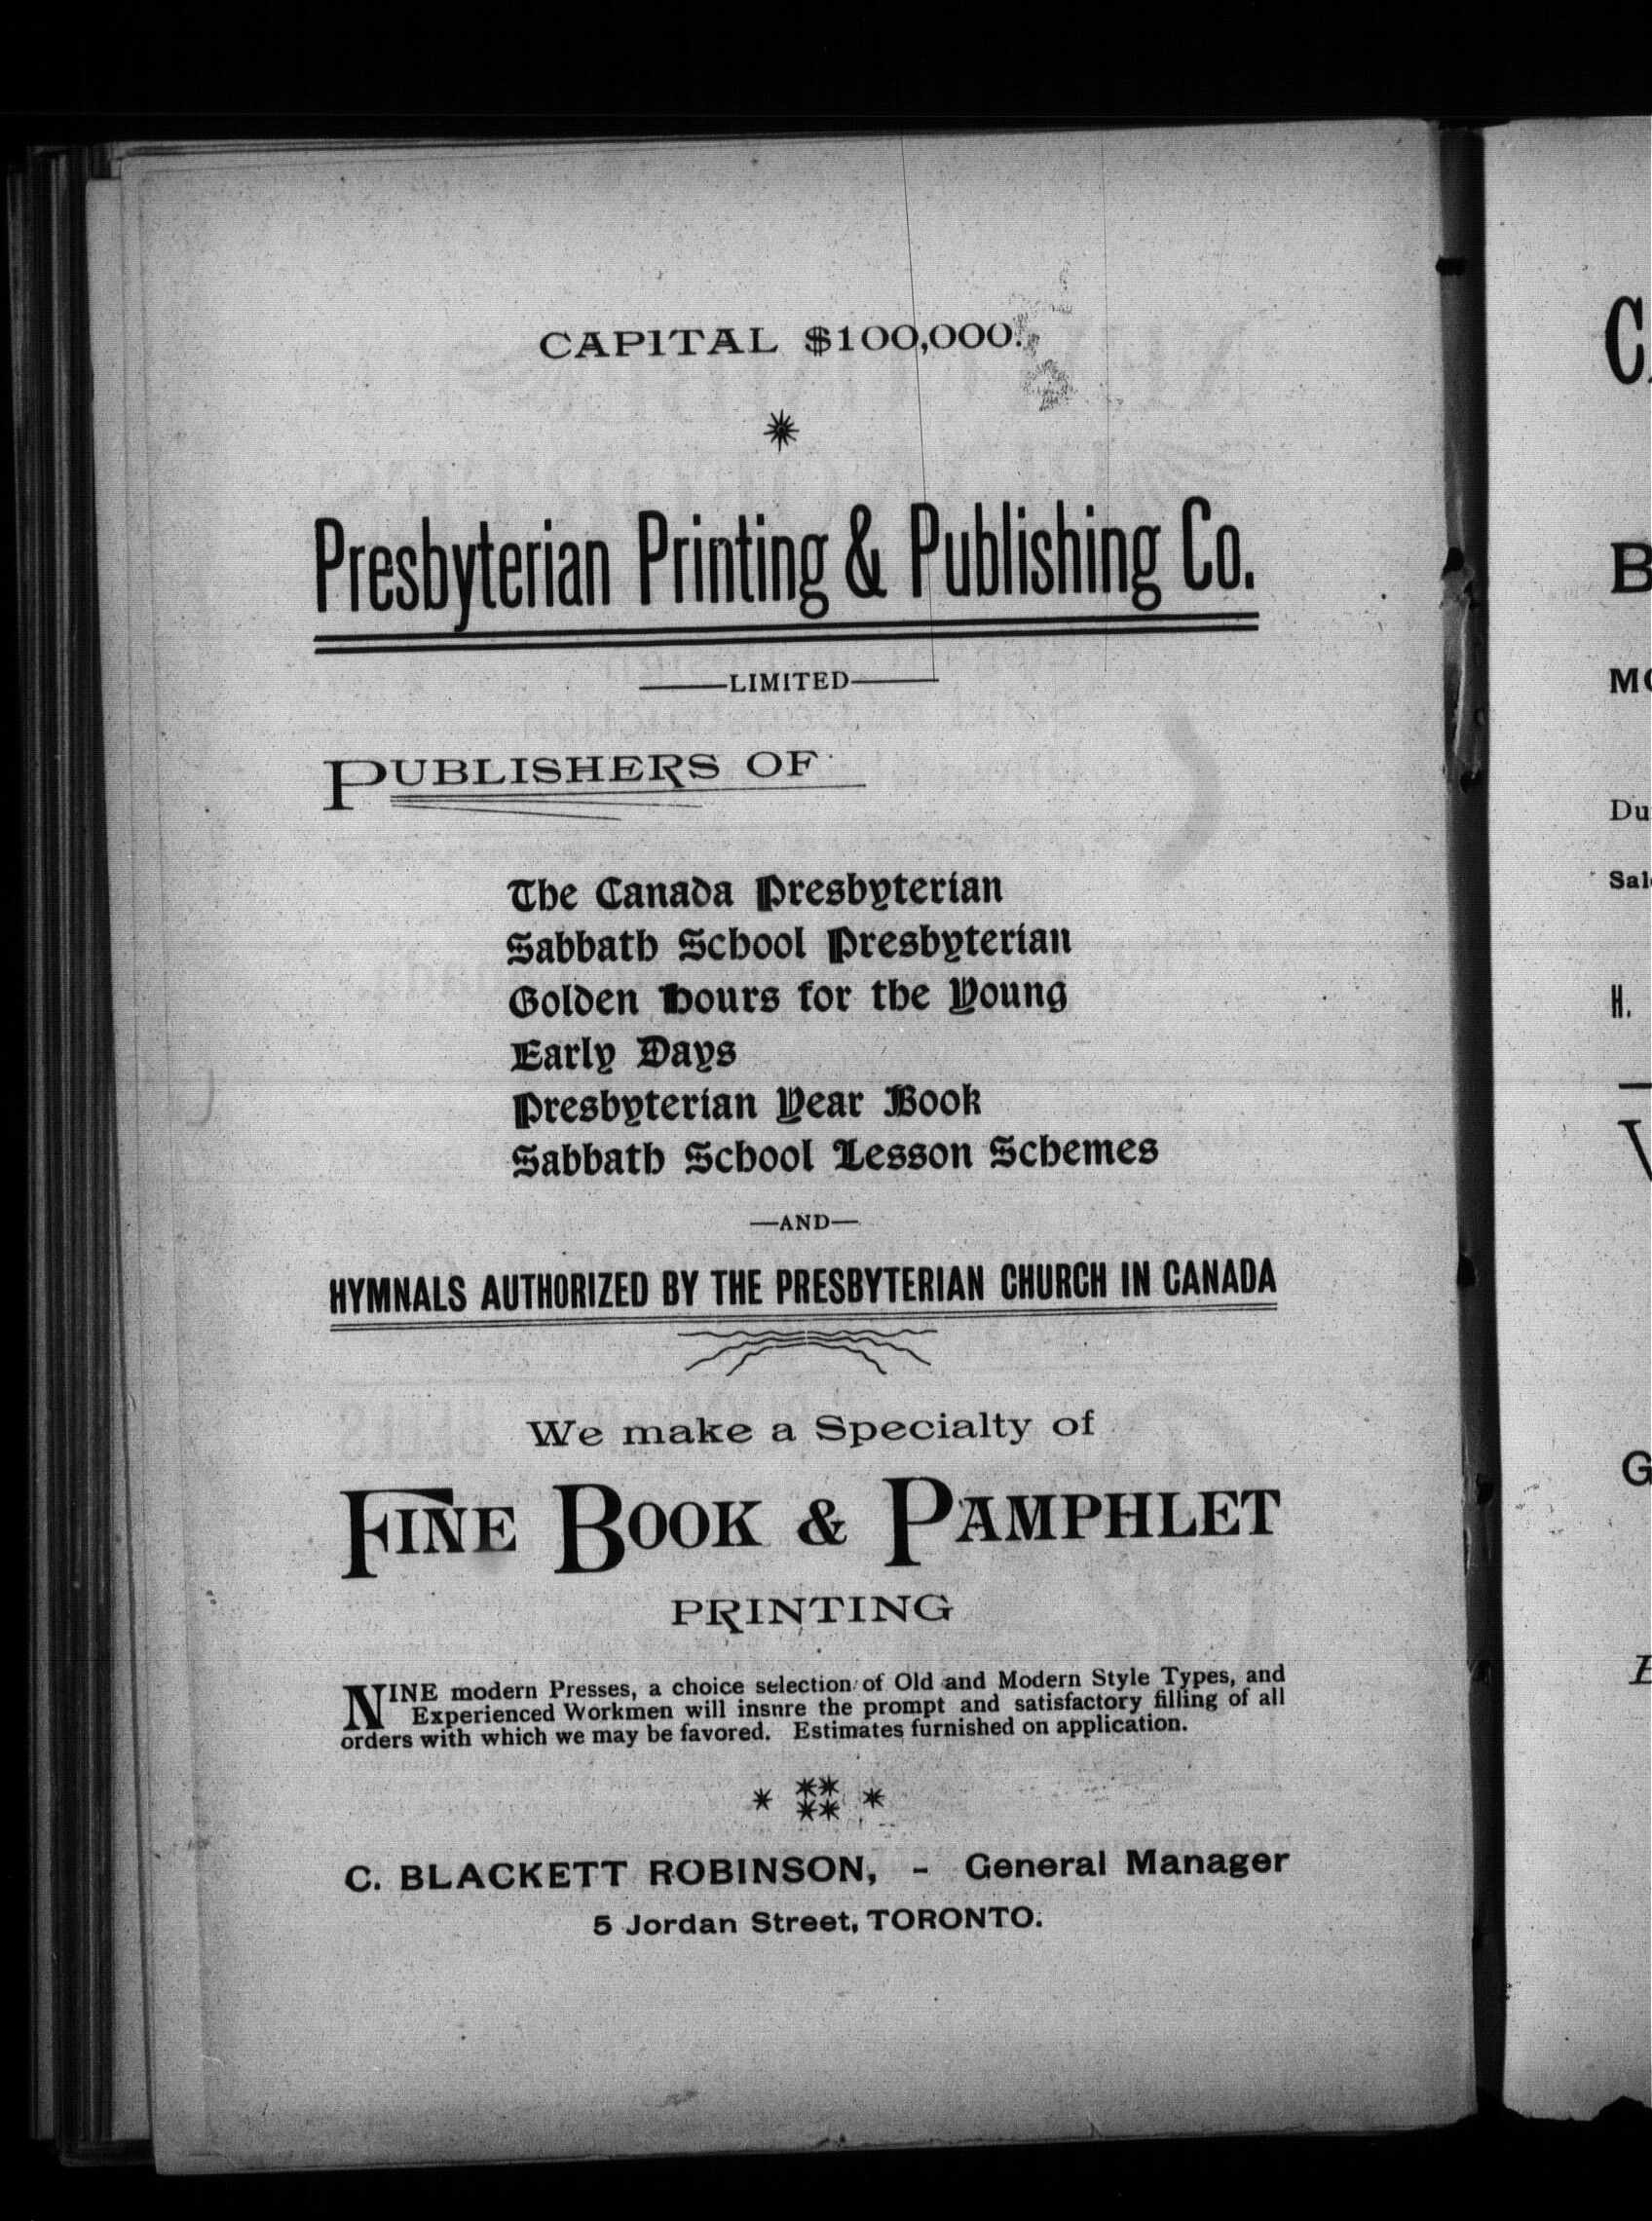 CAPITAL $100,000.
Presbyterian Printing & Publishing Co.
LIMITED
PUBLISHERS OF
The Canada Presbyterian
Sabbath School Presbyterian
Golden Hours for the Young
Early Days
Presbyterian Year Book
Sabbath School Lesson Schemes
—AND—
HYMNALS AUTHORIZED BY THE PRESBYTERIAN CHURCH IN CANADA
We make a Specialty of
FINE BOOK & PAMPHLET
PRINTING
NINE modern Presses, a choice selection of Old and Modern Style Types, and
Experienced Workmen will insnre the prompt and satisfactory filling of all
orders with which we may be favored. Estimates furnished on application.
C. BLACKETT ROBINSON, - General Manager
5 Jordan Street, TORONTO.